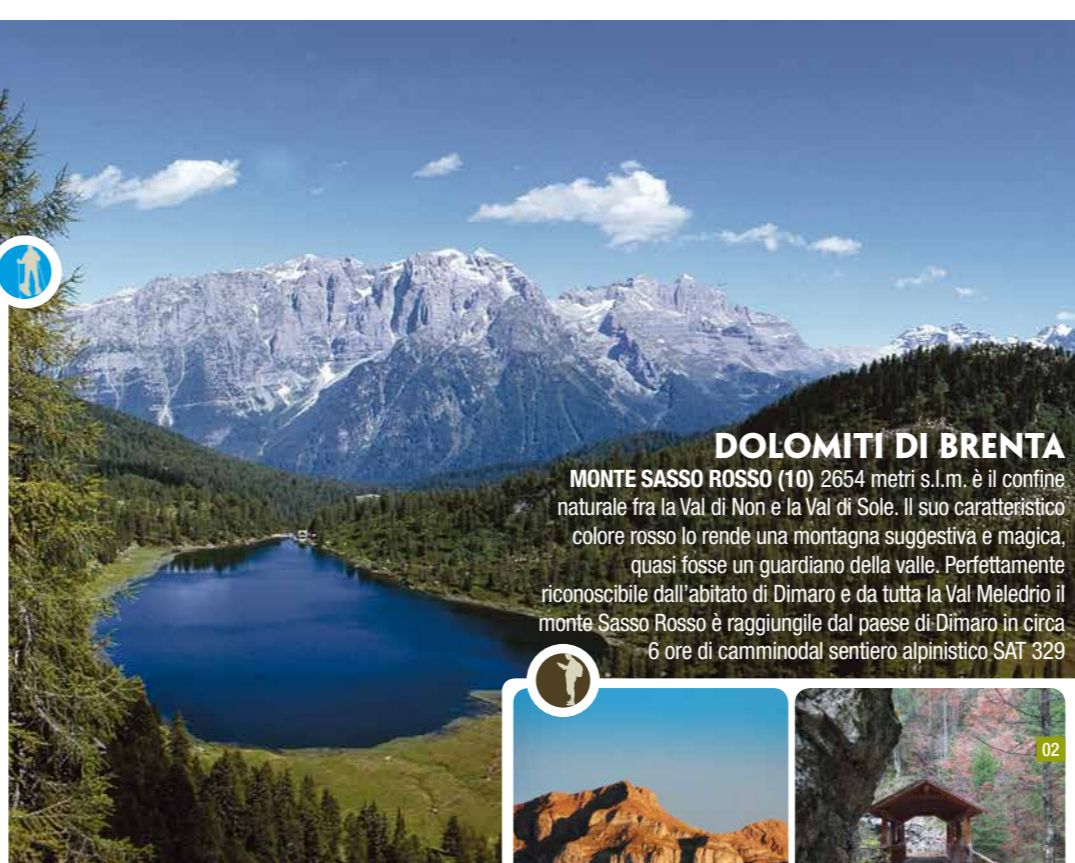 DOLOMITI DI BRENTA
MONTE SASSO ROSSO (10) 2654 metri s.l.m. è il confine
naturale fra la Val di Non e la Val di Sole. Il suo caratteristico
colore rosso lo rende una montagna suggestiva e magica,
quasi fosse un guardiano della valle. Perfettamente
riconoscibile dall'abitato di Dimaro e da tutta la Val Meledrio il
monte Sasso Rosso è raggiungile dal paese di Dimaro in circa
6 ore di camminodal sentiero alpinistico SAT 329
02